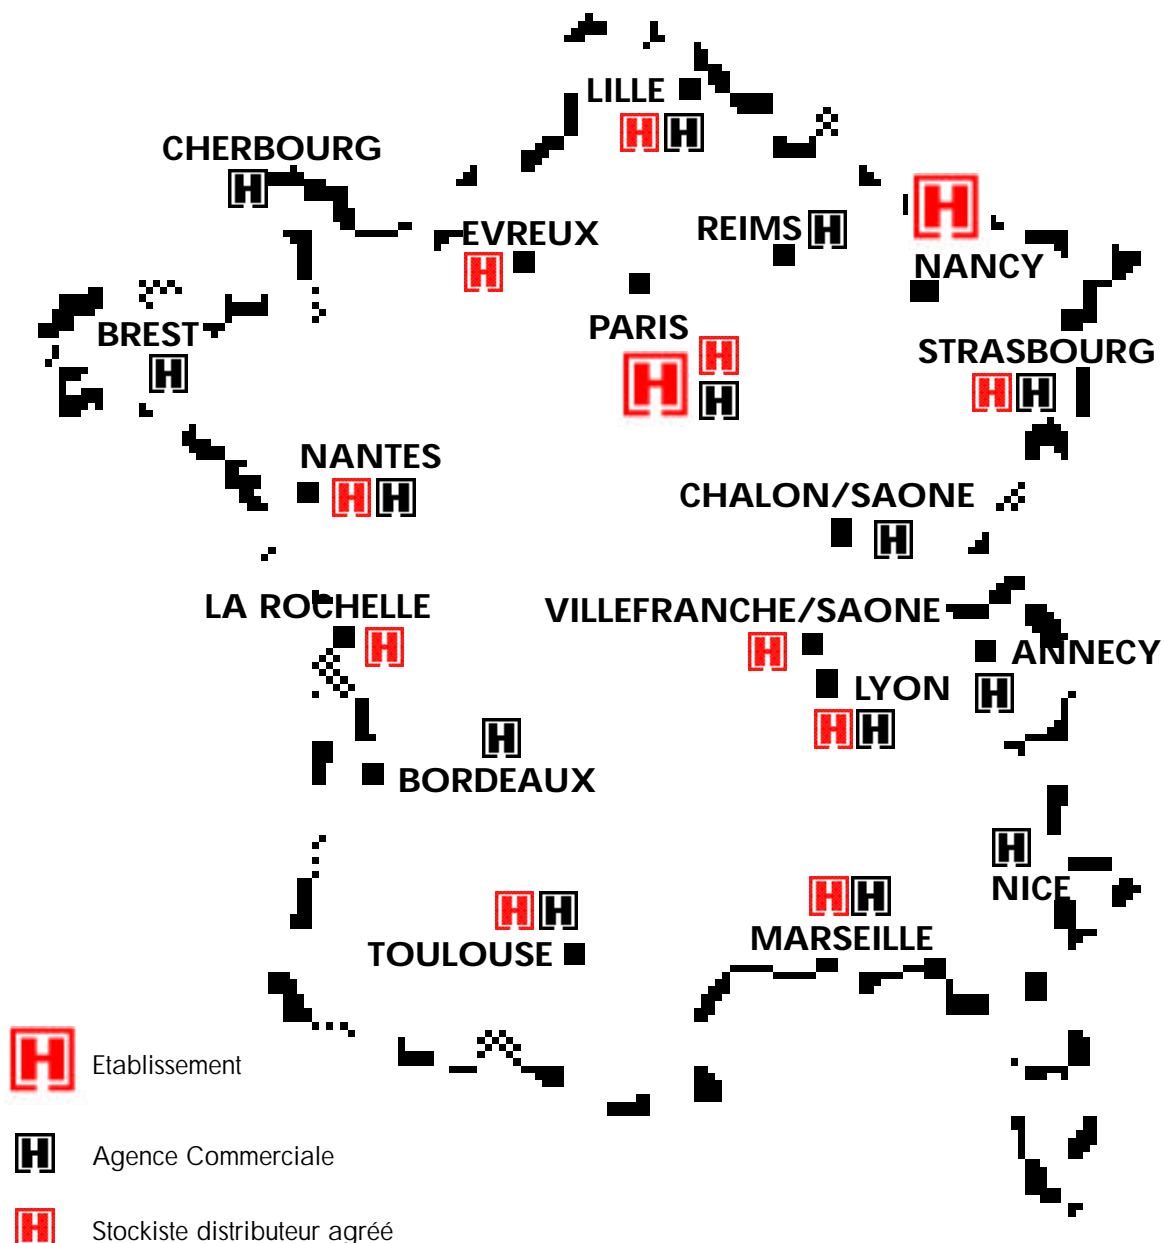 LILLE
CHERBOURG
EVREUX
REIMS
NANCY
BREST
PARIS
STRASBOURG
NANTES
CHALON/SAONE
LA ROCHELLE
VILLEFRANCHE/SAONE
ANNECY
LYON
BORDEAUX
NICE
MARSEILLE
TOULOUSE
Etablissement
Agence Commerciale
Stockiste distributeur agréé